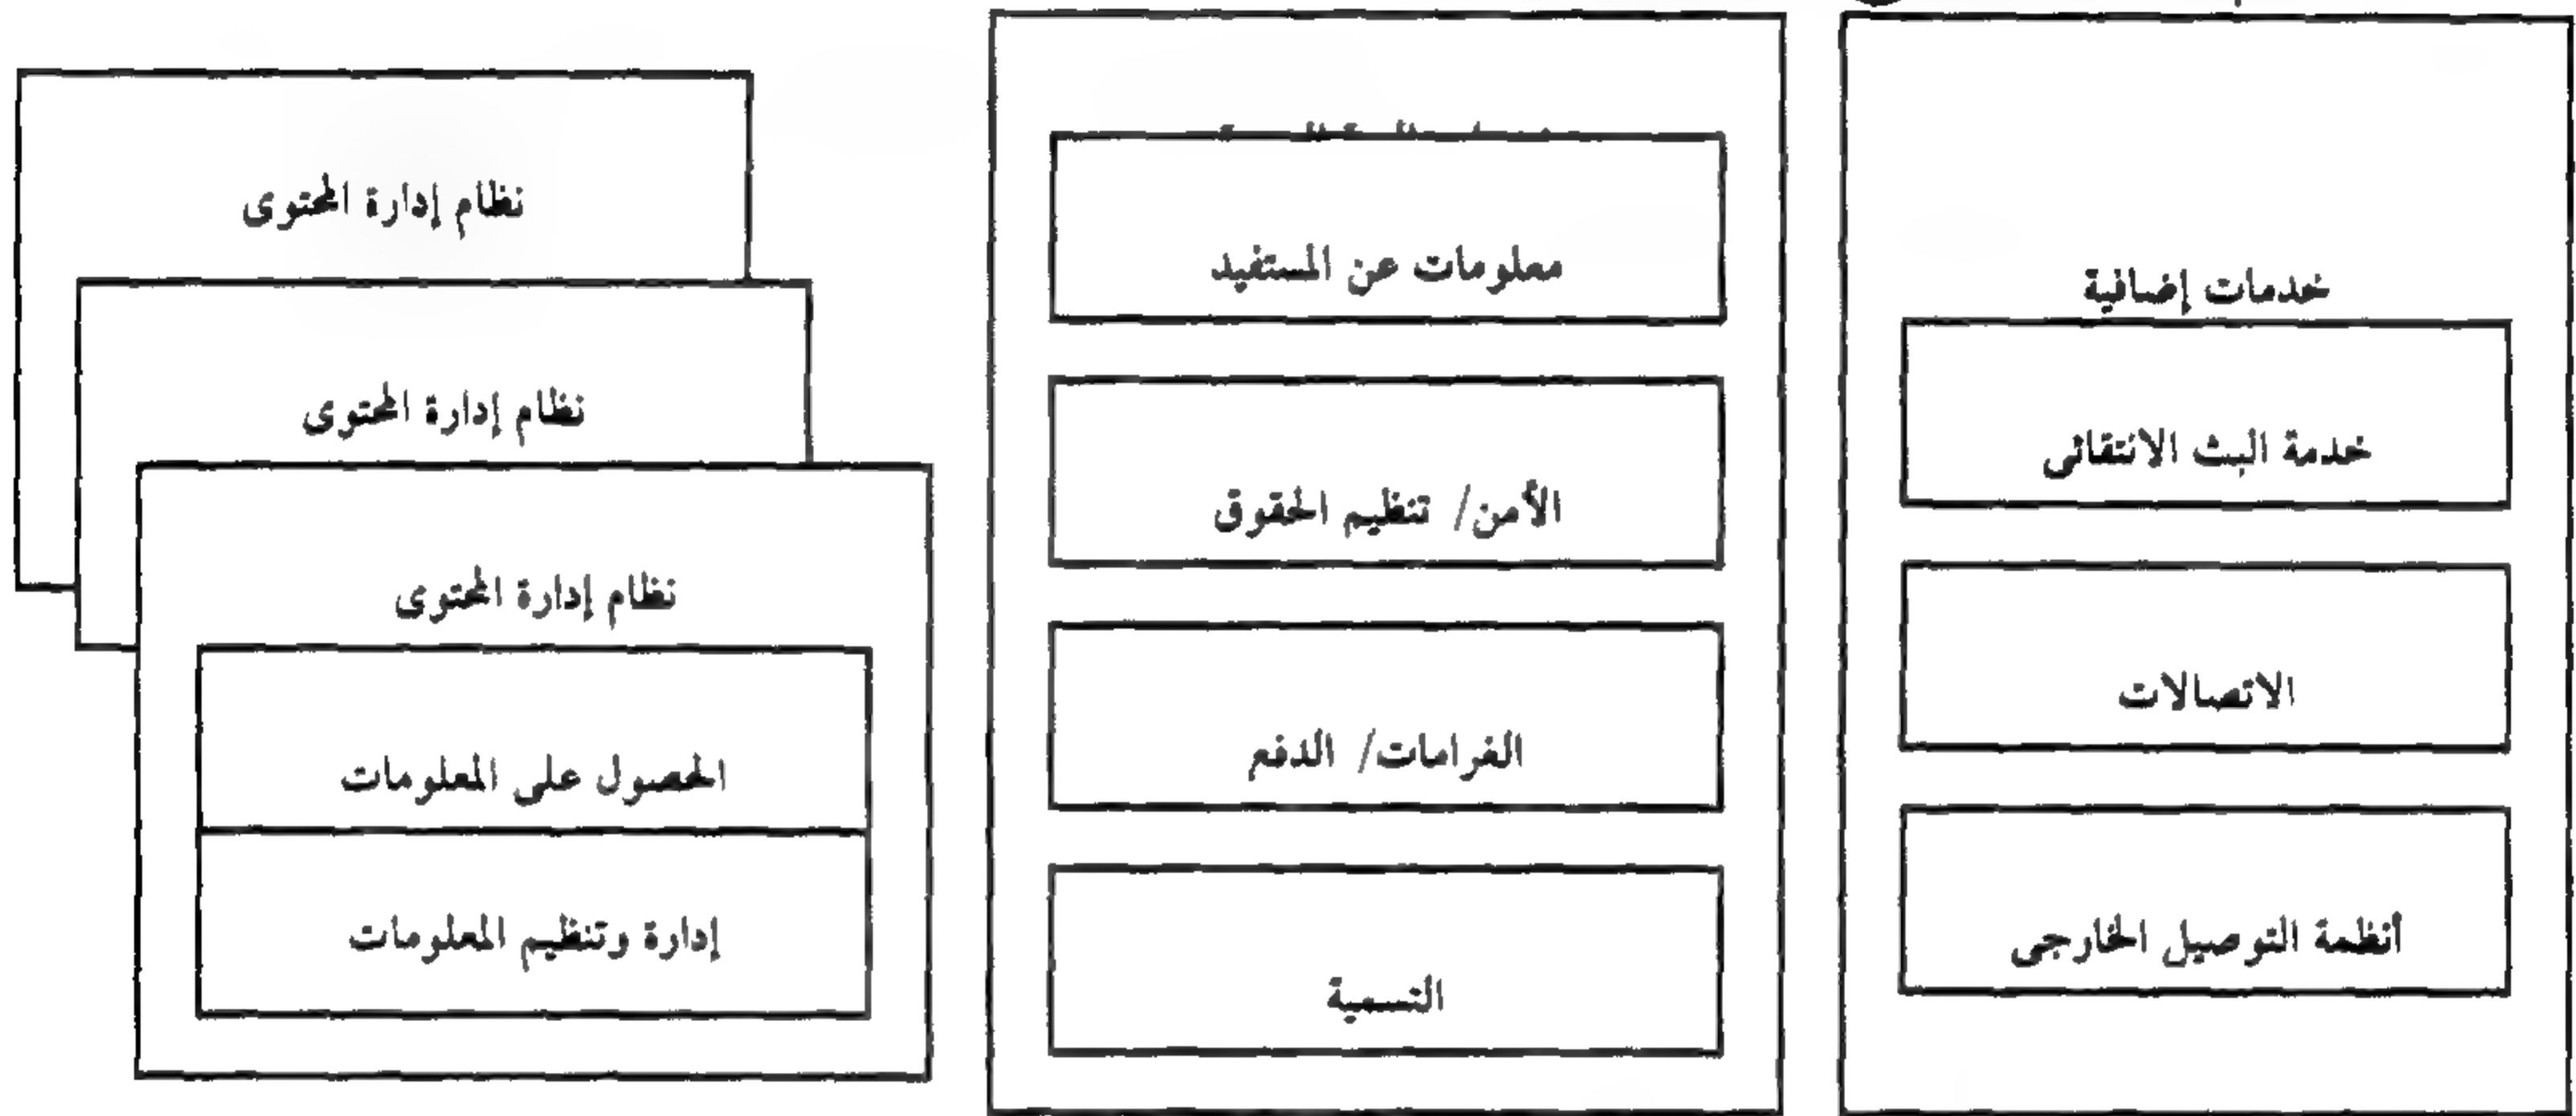 خدمات إضافية
خدمة البث الانتقائى
الاتصالات
أنظمة التوصيل الخارجى
معلومات عن المستفيد
الأمن/ تنظيم الحقوق
الغرامات/ الدفع
التسمية
نظام إدارة المحتوى
نظام إدارة المحتوى
نظام إدارة المحتوى
الحصول على المعلومات
إدارة وتنظيم المعلومات